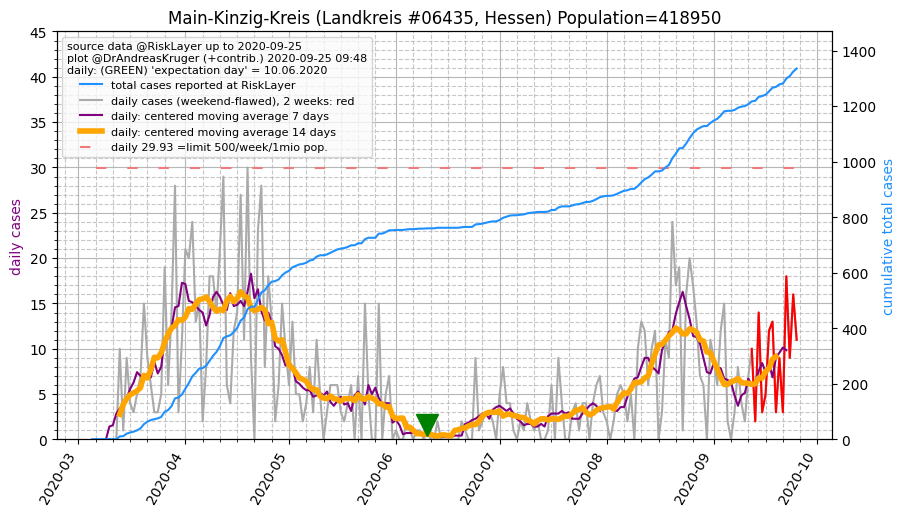 Main-Kinzig-Kreis (Landkreis #06435, Hessen) Population=418950
source data @RiskLayer up to 2020-09-25
plot @DrAndreasKruger (+contrib.) 2020-09-25 09:48
daily: (GREEN) 'expectation day' = 10.06.2020
total cases reported at RiskLayer
daily cases (weekend-flawed), 2 weeks: red
daily: centered moving average 7 days
daily: centered moving average 14 days
daily 29.93 =limit 500/week/1mio pop.
daily cases
45
40
35
30
25
20
15
10
5
0
cumulative total cases
1400
1200
1000
800
600
400
200
0
2020-03
2020-04
2020-05
2020-06
2020-07
2020-08
2020-09
2020-10